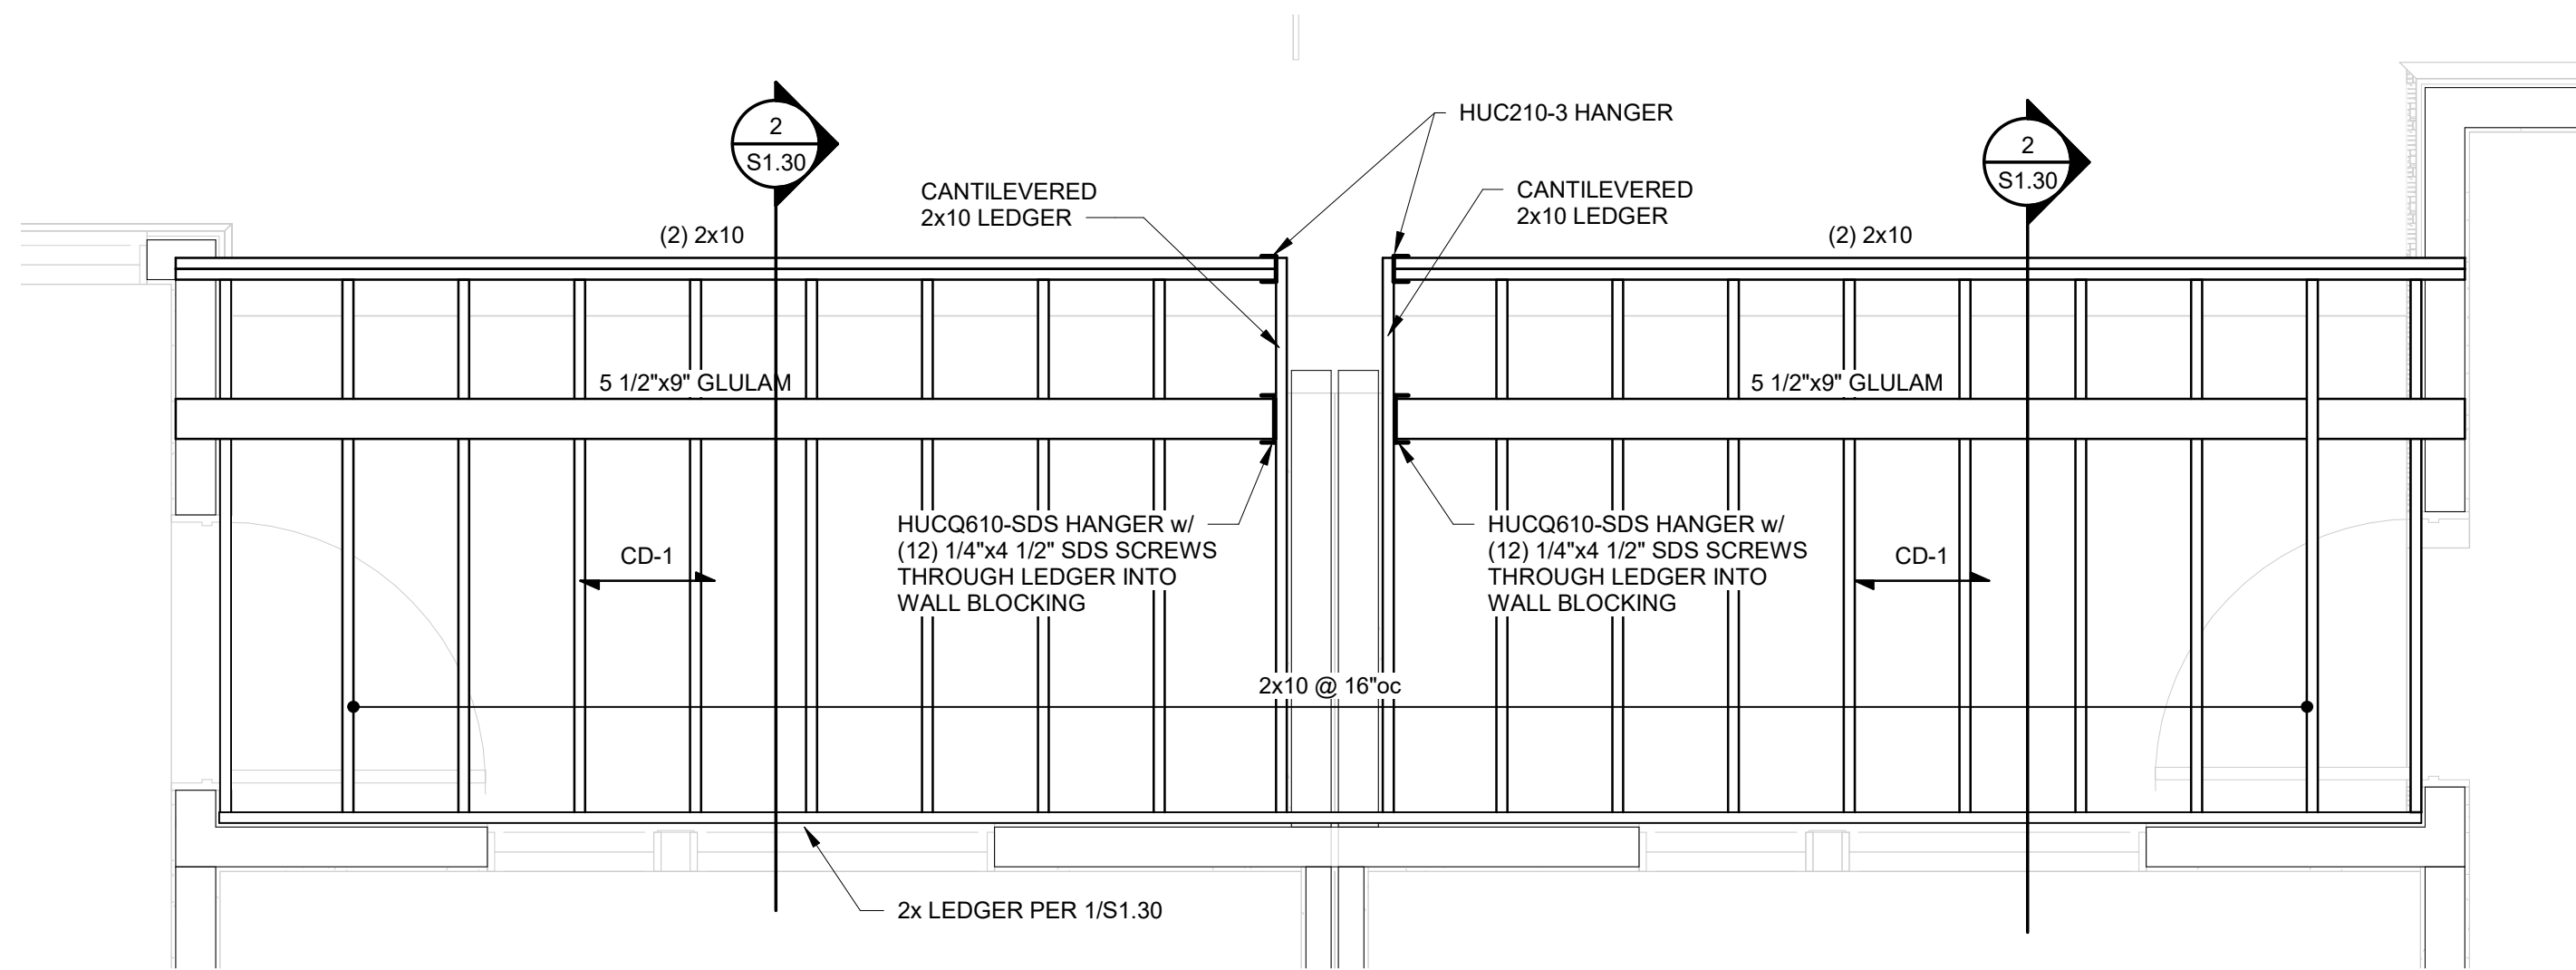 2
S1.30
HUC210-3 HANGER
2
S1.30
CANTILEVERED
2x10 LEDGER
CANTILEVERED
2x10 LEDGER
(2) 2x10
(2) 2x10
5 1/2"x9" GLULAM
5 1/2"x9" GLULAM
HUCQ610-SDS HANGER w/
(12) 1/4"x4 1/2" SDS SCREWS
THROUGH LEDGER INTO
WALL BLOCKING
HUCQ610-SDS HANGER w/
(12) 1/4"x4 1/2" SDS SCREWS
THROUGH LEDGER INTO
WALL BLOCKING
CD-1
CD-1
2x10 @ 16"oc
2x LEDGER PER 1/S1.30